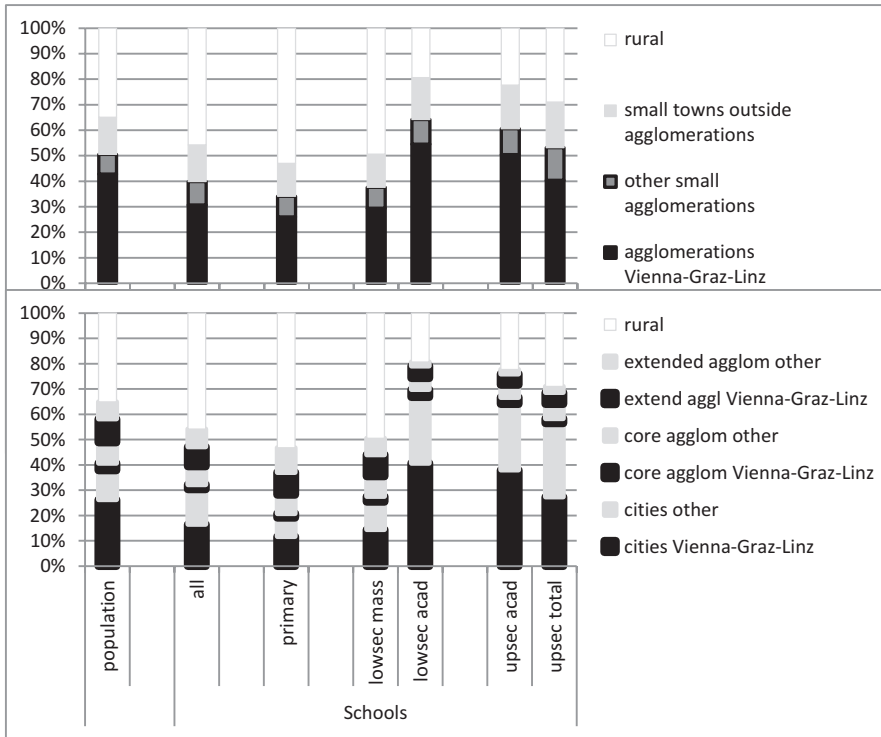 100%
90%
80%
70%
60%
50%
40%
30%
20%
10%
0%
rural
small towns outside
agglomerations
other small
agglomerations
agglomerations
Vienna-Graz-Linz
100%
90%
80%
70%
60%
50%
40%
30%
20%
10%
0%
rural
extended agglom other
extend aggl Vienna-Graz-Linz
core agglom other
core agglom Vienna-Graz-Linz
cities other
cities Vienna-Graz-Linz
population
all
primary
lowsec mass
lowsec acad
upsec acad
upsec total
Schools